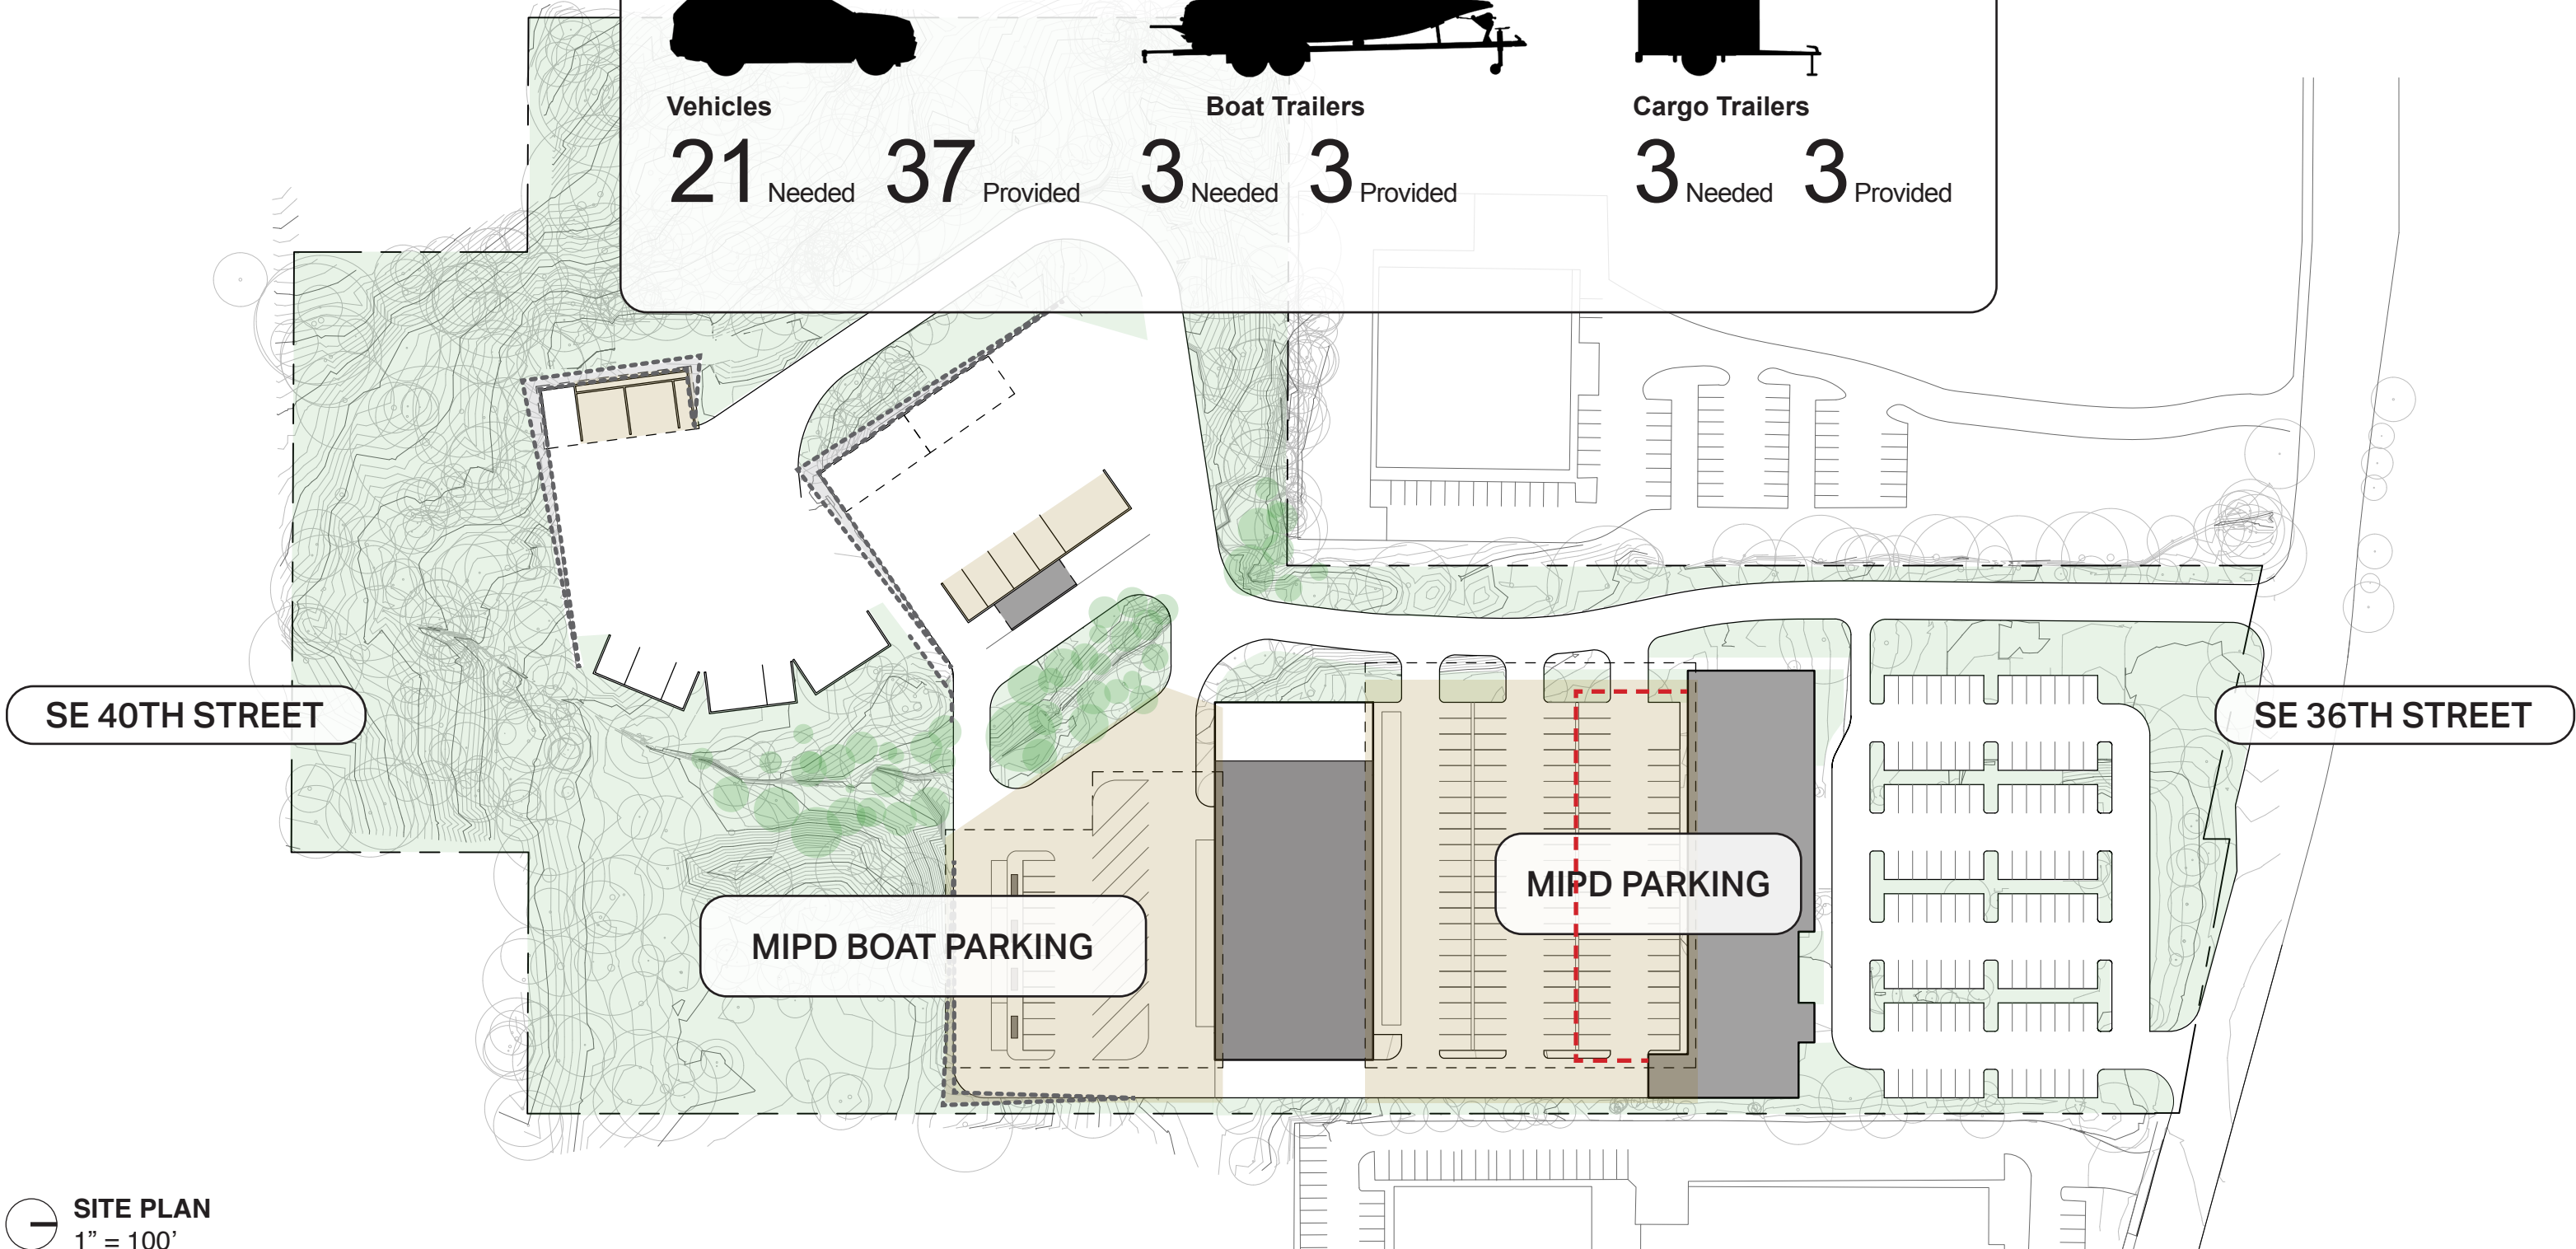 Vehicles
21 Needed 37 Provided
Boat Trailers
3 Needed 3 Provided
Cargo Trailers
3 Needed 3 Provided
SE 40TH STREET
SE 36TH STREET
MIPD PARKING
MIPD BOAT PARKING
SITE PLAN
1” = 100’